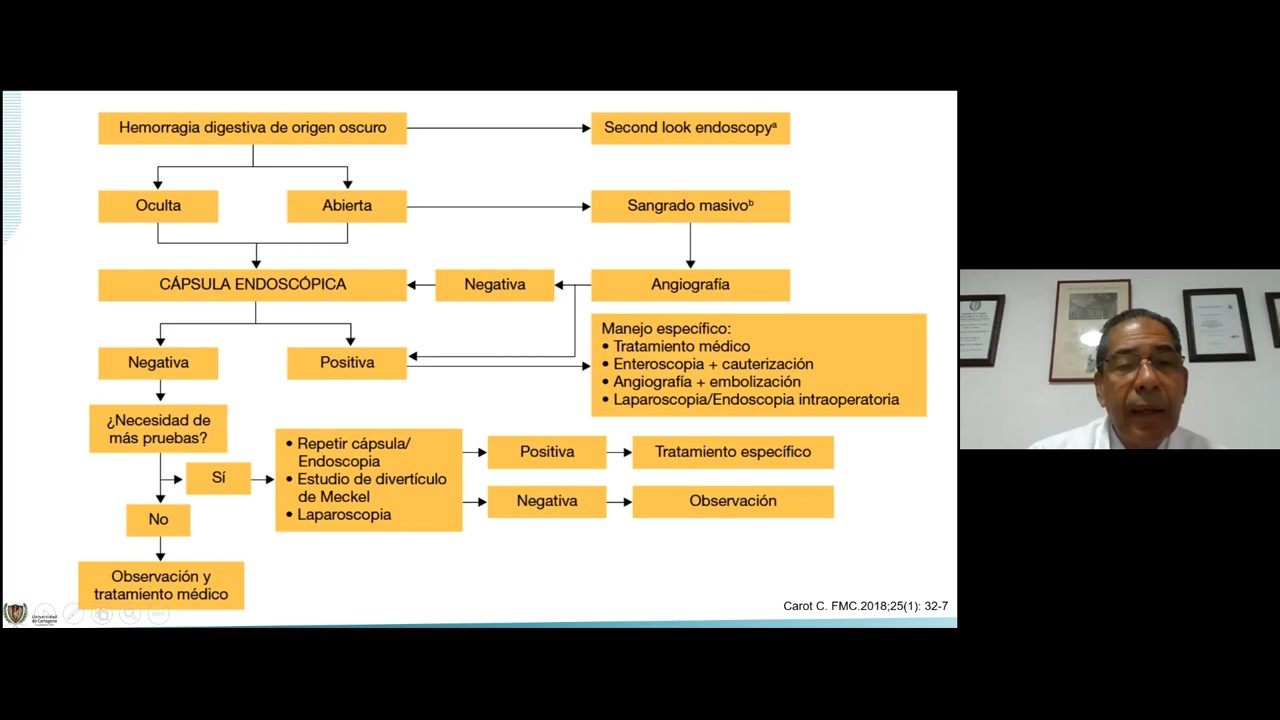 Hemorragia digestiva de origen oscuro
Second look endoscopyᵃ
Oculta
Abierta
Sangrado masivoᵇ
CÁPSULA ENDOSCÓPICA
Negativa
Angiografía
Manejo específico:
• Tratamiento médico
• Enteroscopia + cauterización
• Angiografía + embolización
• Laparoscopia/Endoscopia intraoperatoria
Negativa
Positiva
¿Necesidad de
más pruebas?
Sí
• Repetir cápsula/
Endoscopia
• Estudio de divertículo
de Meckel
• Laparoscopia
Positiva
Tratamiento específico
Negativa
Observación
No
Observación y
tratamiento médico
Carot C. FMC.2018;25(1): 32-7
Universidad
de Cartagena